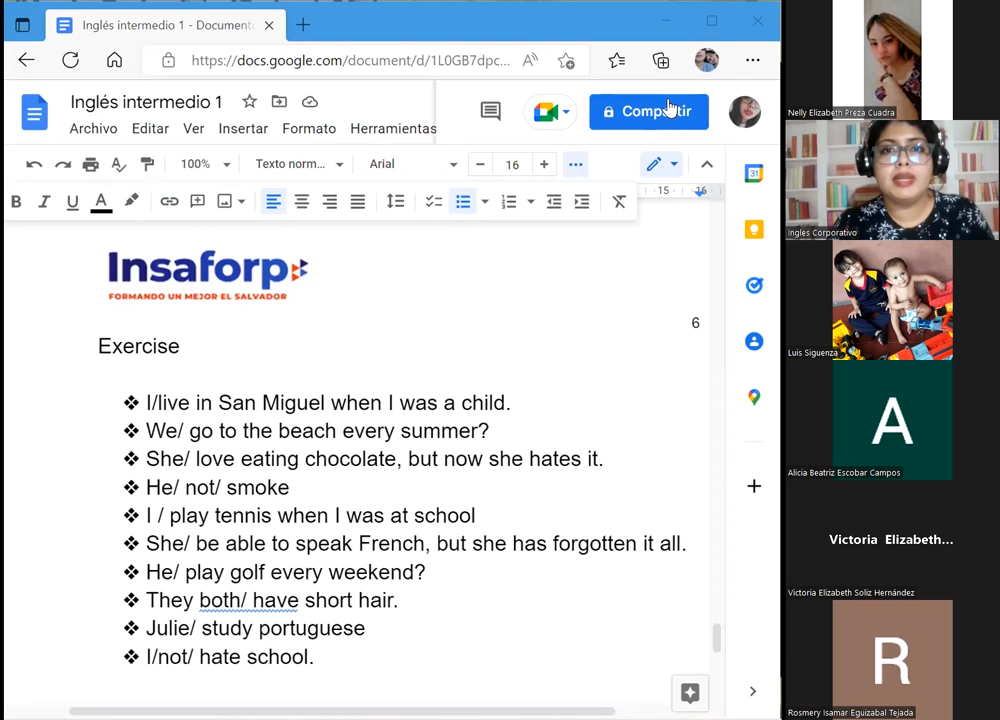 Inglés intermedio 1 - Document
https://docs.google.com/document/d/1L0GB7dpc...
Inglés intermedio 1
Archivo Editar Ver Insertar Formato Herramientas
Compartir
100% Texto norm... Arial 16
15 16
B I U A
31
Insaforp
FORMANDO UN MEJOR EL SALVADOR
6
Exercise
❖ I/live in San Miguel when I was a child.
❖ We/ go to the beach every summer?
❖ She/ love eating chocolate, but now she hates it.
❖ He/ not/ smoke
❖ I / play tennis when I was at school
❖ She/ be able to speak French, but she has forgotten it all.
❖ He/ play golf every weekend?
❖ They both/ have short hair.
❖ Julie/ study portuguese
❖ I/not/ hate school.
Nelly Elizabeth Preza Cuadra
Ingles Corporativo
Luis Siguenza
A
Alicia Beatriz Escobar Campos
Victoria Elizabeth...
Victoria Elizabeth Soliz Hernández
R
Rosmery Isamar Eguizabal Tejada